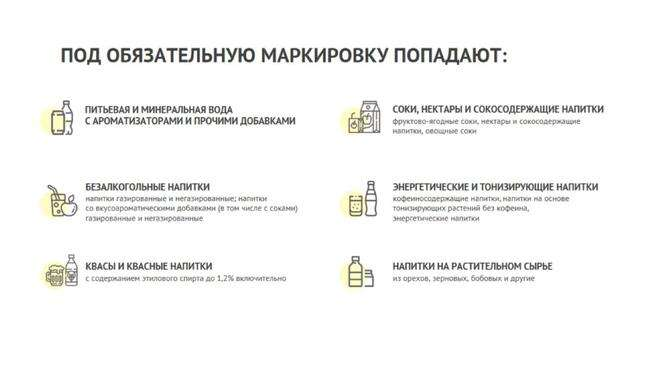 ПОД ОБЯЗАТЕЛЬНУЮ МАРКИРОВКУ ПОПАДАЮТ:
ПИТЬЕВАЯ И МИНЕРАЛЬНАЯ ВОДА
С АРОМАТИЗАТОРАМИ И ПРОЧИМИ ДОБАВКАМИ
СОКИ, НЕКТАРЫ И СОКОСОДЕРЖАЩИЕ НАПИТКИ
фруктово-ягодные соки, нектары и сокосодержащие
напитки, овощные соки
БЕЗАЛКОГОЛЬНЫЕ НАПИТКИ
напитки газированные и негазированные; напитки
со вкусоароматическими добавками (в том числе с соками)
газированные и негазированные
ЭНЕРГЕТИЧЕСКИЕ И ТОНИЗИРУЮЩИЕ НАПИТКИ
кофеиносодержащие напитки, напитки на основе
тонизирующих растений без кофеина,
энергетические напитки
КВАСЫ И КВАСНЫЕ НАПИТКИ
с содержанием этилового спирта до 1,2% включительно
НАПИТКИ НА РАСТИТЕЛЬНОМ СЫРЬЕ
из орехов, зерновых, бобовых и другие